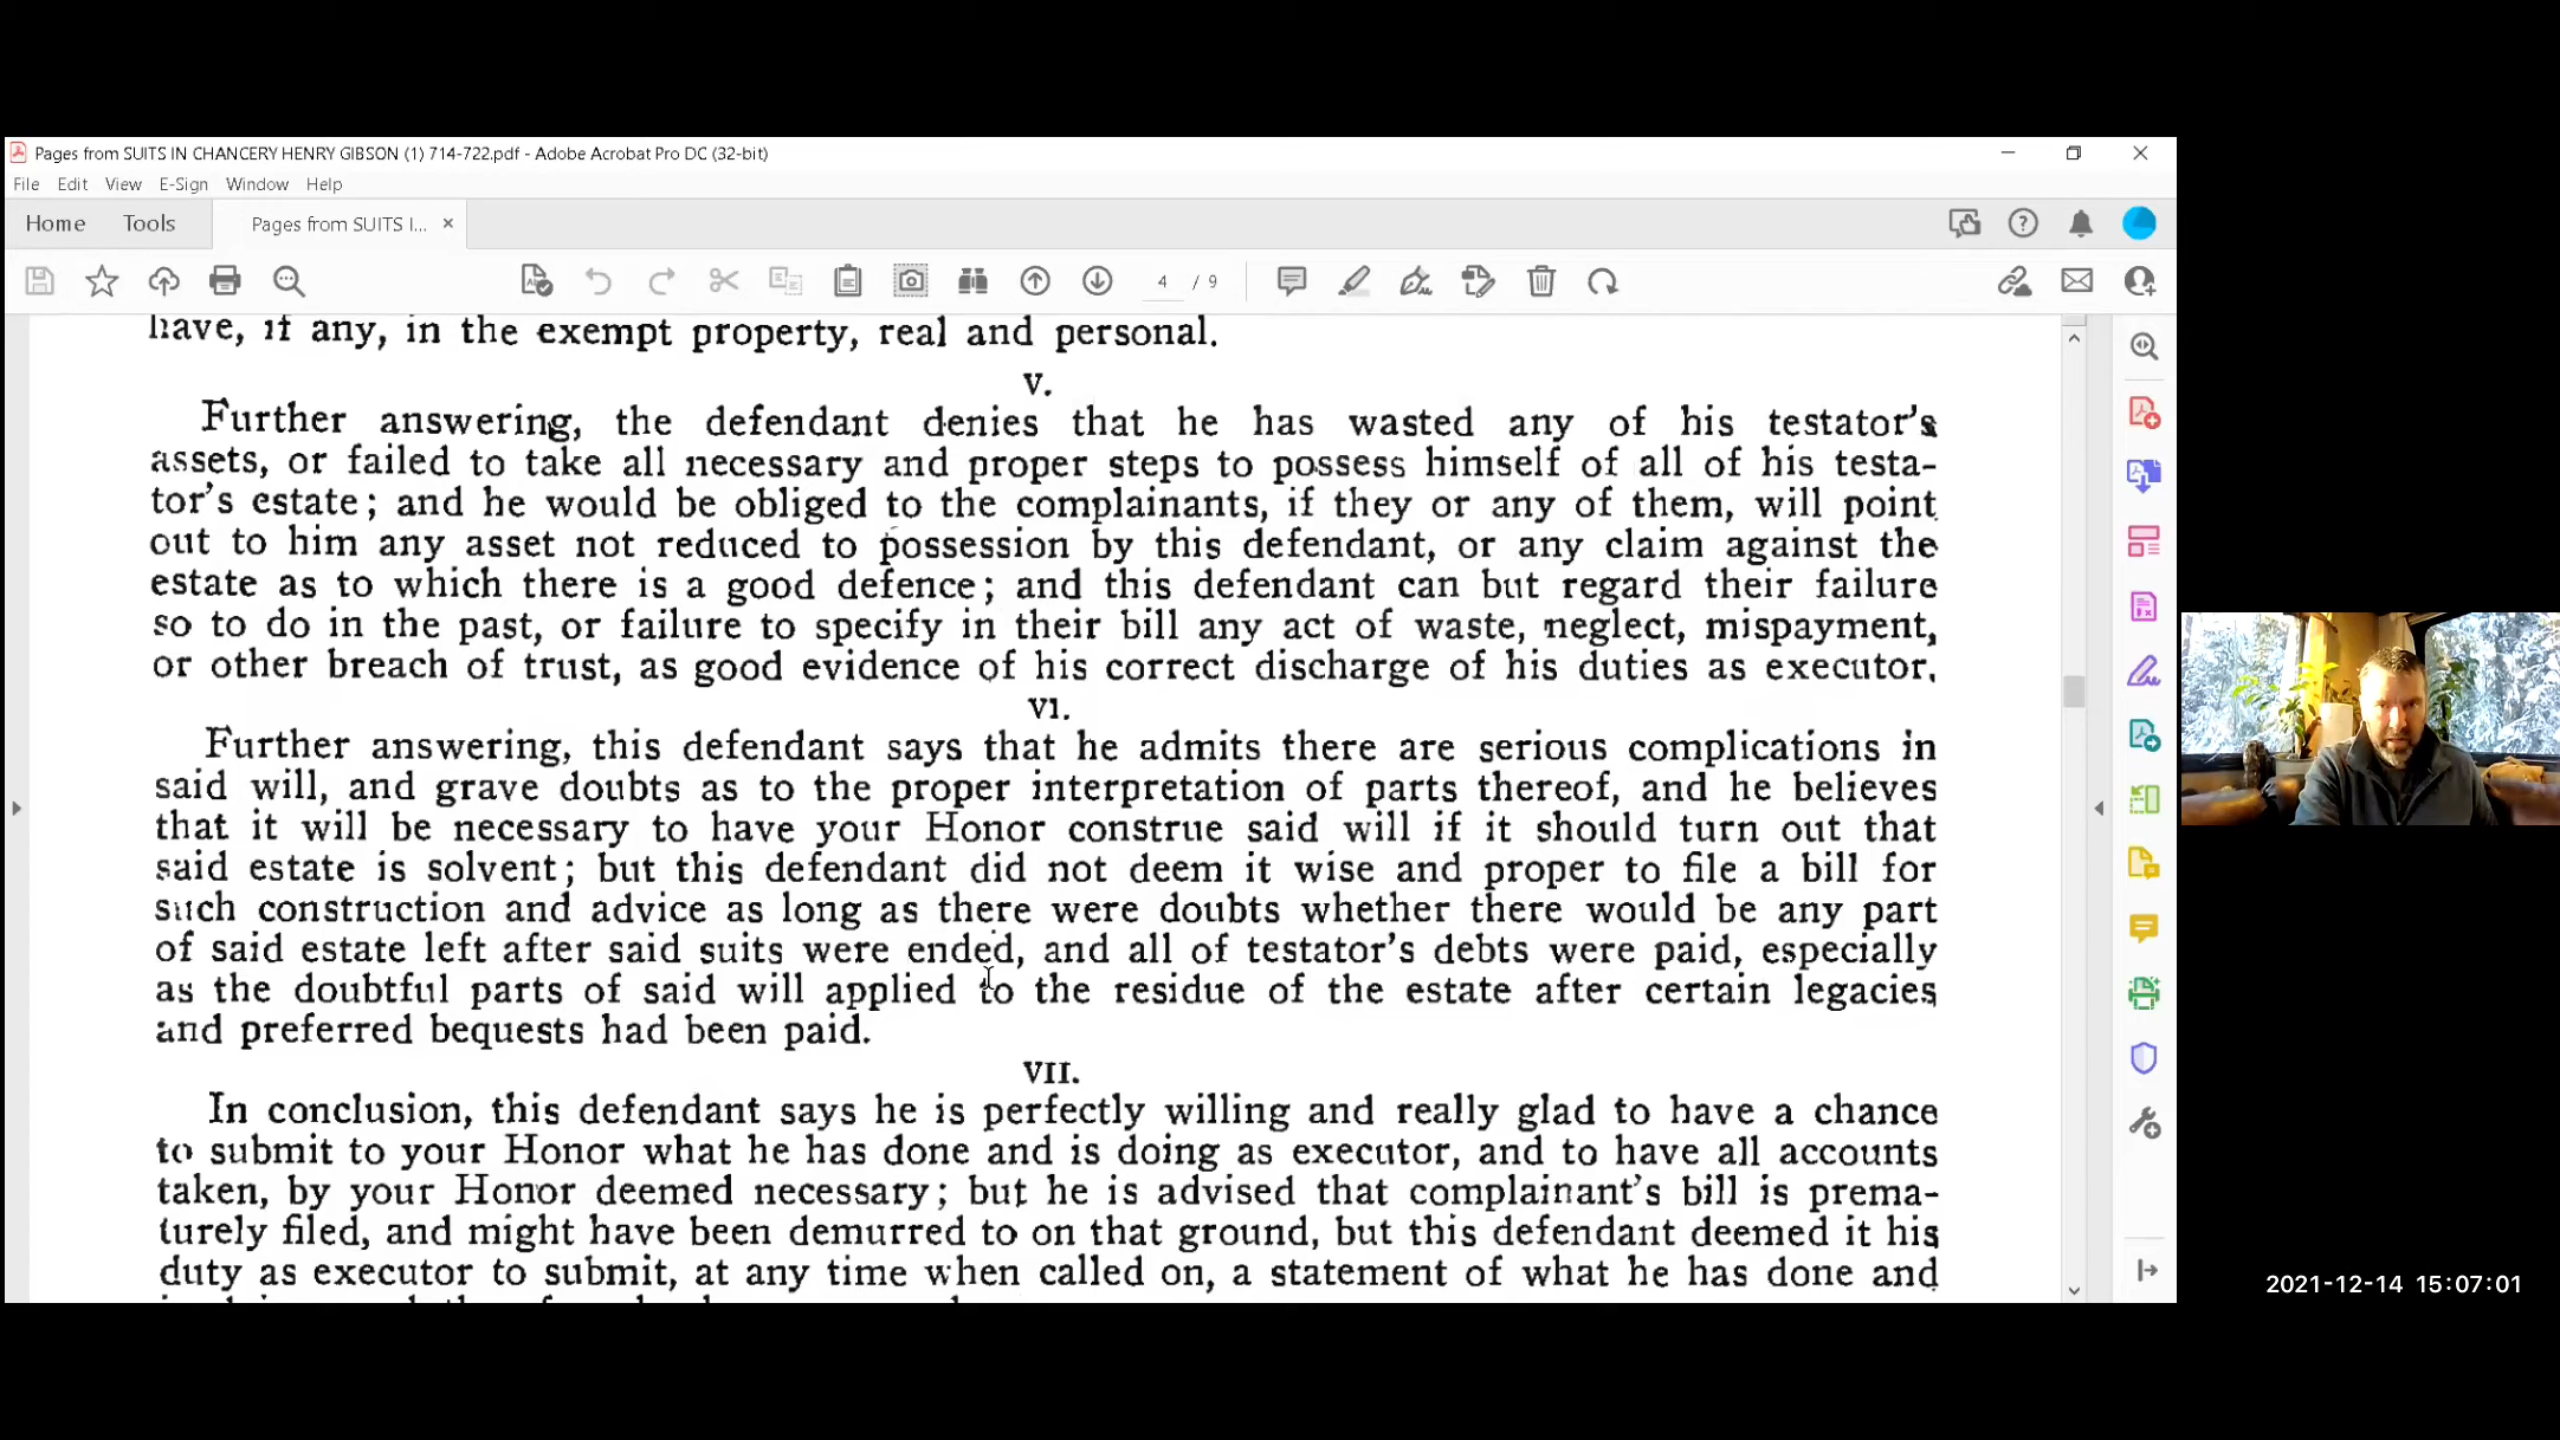 Pages from SUITS IN CHANCERY HENRY GIBSON (1) 714-722.pdf - Adobe Acrobat Pro DC (32-bit)
File Edit View E-Sign Window Help
Home Tools Pages from SUITS I...
4 / 9
have, if any, in the exempt property, real and personal.
V.
Further answering, the defendant denies that he has wasted any of his testator's
assets, or failed to take all necessary and proper steps to possess himself of all of his testa-
tor's estate; and he would be obliged to the complainants, if they or any of them, will point
out to him any asset not reduced to possession by this defendant, or any claim against the
estate as to which there is a good defence; and this defendant can but regard their failure
so to do in the past, or failure to specify in their bill any act of waste, neglect, mispayment,
or other breach of trust, as good evidence of his correct discharge of his duties as executor.
VI.
Further answering, this defendant says that he admits there are serious complications in
said will, and grave doubts as to the proper interpretation of parts thereof, and he believes
that it will be necessary to have your Honor construe said will if it should turn out that
said estate is solvent; but this defendant did not deem it wise and proper to file a bill for
such construction and advice as long as there were doubts whether there would be any part
of said estate left after said suits were ended, and all of testator's debts were paid, especially
as the doubtful parts of said will applied to the residue of the estate after certain legacies
and preferred bequests had been paid.
VII.
In conclusion, this defendant says he is perfectly willing and really glad to have a chance
to submit to your Honor what he has done and is doing as executor, and to have all accounts
taken, by your Honor deemed necessary; but he is advised that complainant's bill is prema-
turely filed, and might have been demurred to on that ground, but this defendant deemed it his
duty as executor to submit, at any time when called on, a statement of what he has done and
2021-12-14 15:07:01